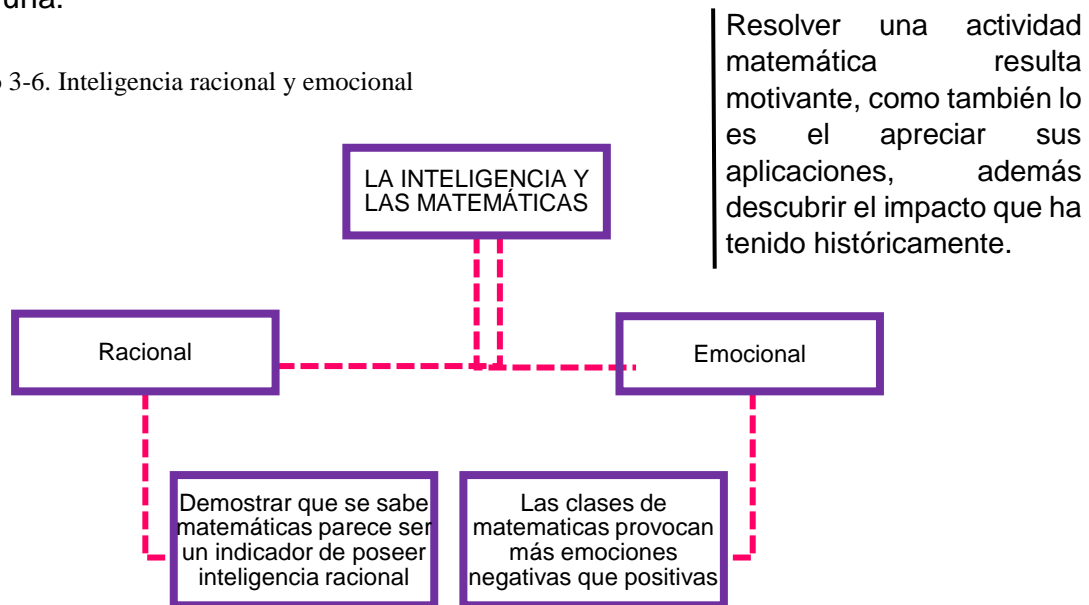 una.
3-6. Inteligencia racional y emocional
Resolver una actividad
matemática resulta
motivante, como también lo
es el apreciar sus
aplicaciones, además
descubrir el impacto que ha
tenido históricamente.
LA INTELIGENCIA Y
LAS MATEMÁTICAS
Racional
Emocional
Demostrar que se sabe
matemáticas parece ser
un indicador de poseer
inteligencia racional
Las clases de
matematicas provocan
más emociones
negativas que positivas